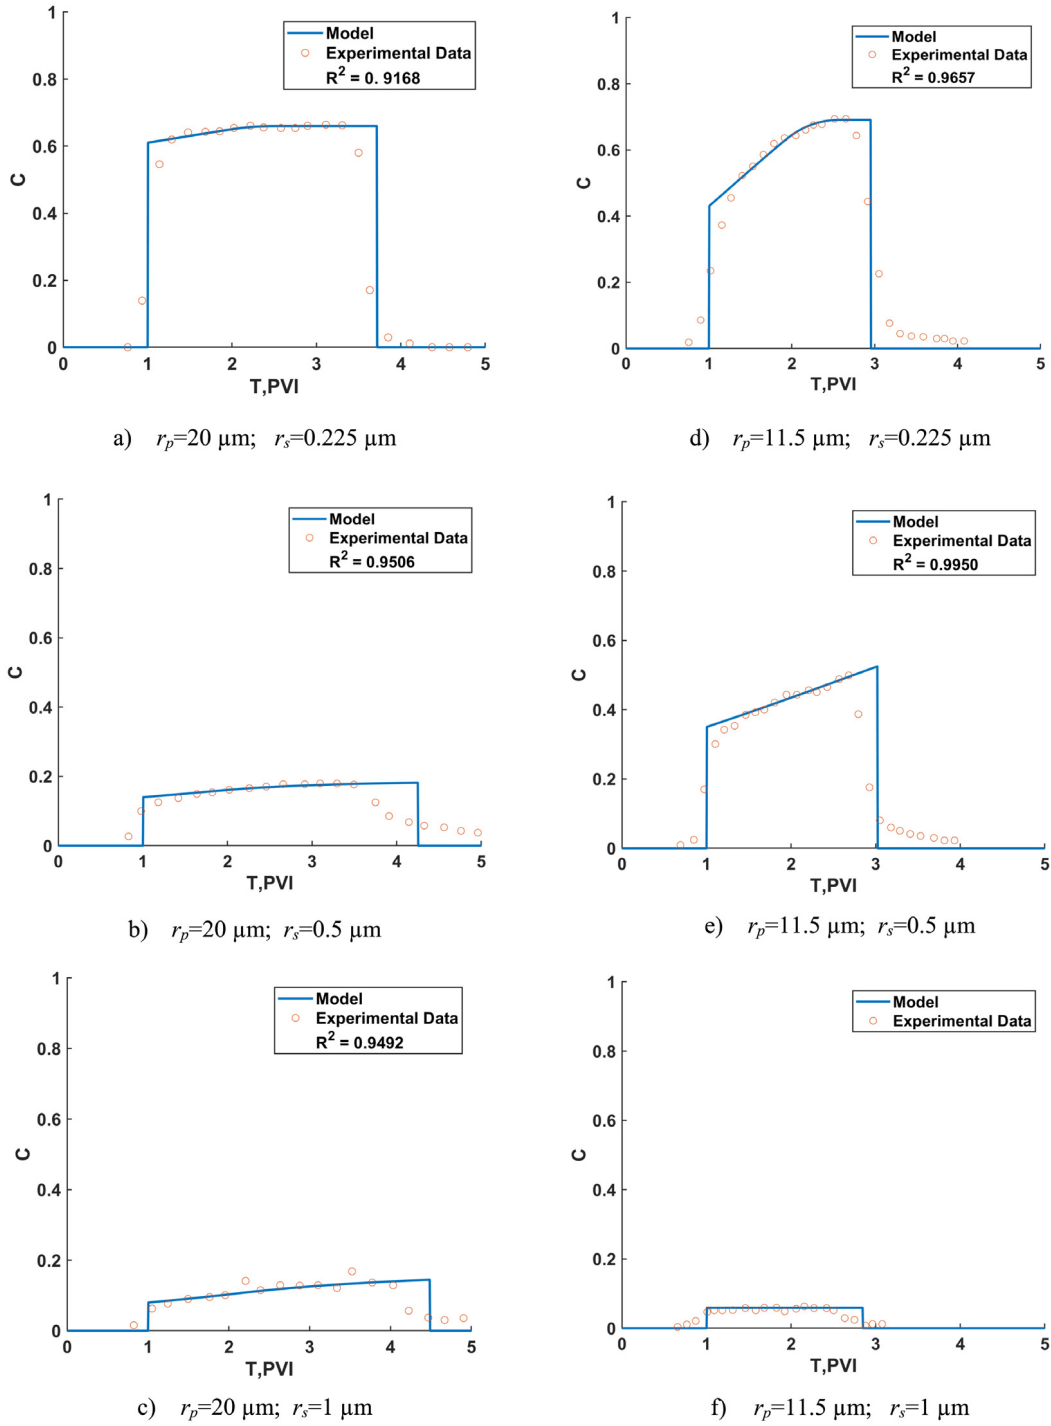 1
0.8
0.6
0.4
0.2
0
C
0 1 2 3 4 5
T,PVI
Model
Experimental Data
R² = 0. 9168
a) rₚ=20 µm; rₛ=0.225 µm
1
0.8
0.6
0.4
0.2
0
C
0 1 2 3 4 5
T,PVI
Model
Experimental Data
R² = 0.9657
d) rₚ=11.5 µm; rₛ=0.225 µm
1
0.8
0.6
0.4
0.2
0
C
0 1 2 3 4 5
T,PVI
Model
Experimental Data
R² = 0.9506
b) rₚ=20 µm; rₛ=0.5 µm
1
0.8
0.6
0.4
0.2
0
C
0 1 2 3 4 5
T,PVI
Model
Experimental Data
R² = 0.9950
e) rₚ=11.5 µm; rₛ=0.5 µm
1
0.8
0.6
0.4
0.2
0
C
0 1 2 3 4 5
T,PVI
Model
Experimental Data
R² = 0.9492
c) rₚ=20 µm; rₛ=1 µm
1
0.8
0.6
0.4
0.2
0
C
0 1 2 3 4 5
T,PVI
Model
Experimental Data
f) rₚ=11.5 µm; rₛ=1 µm